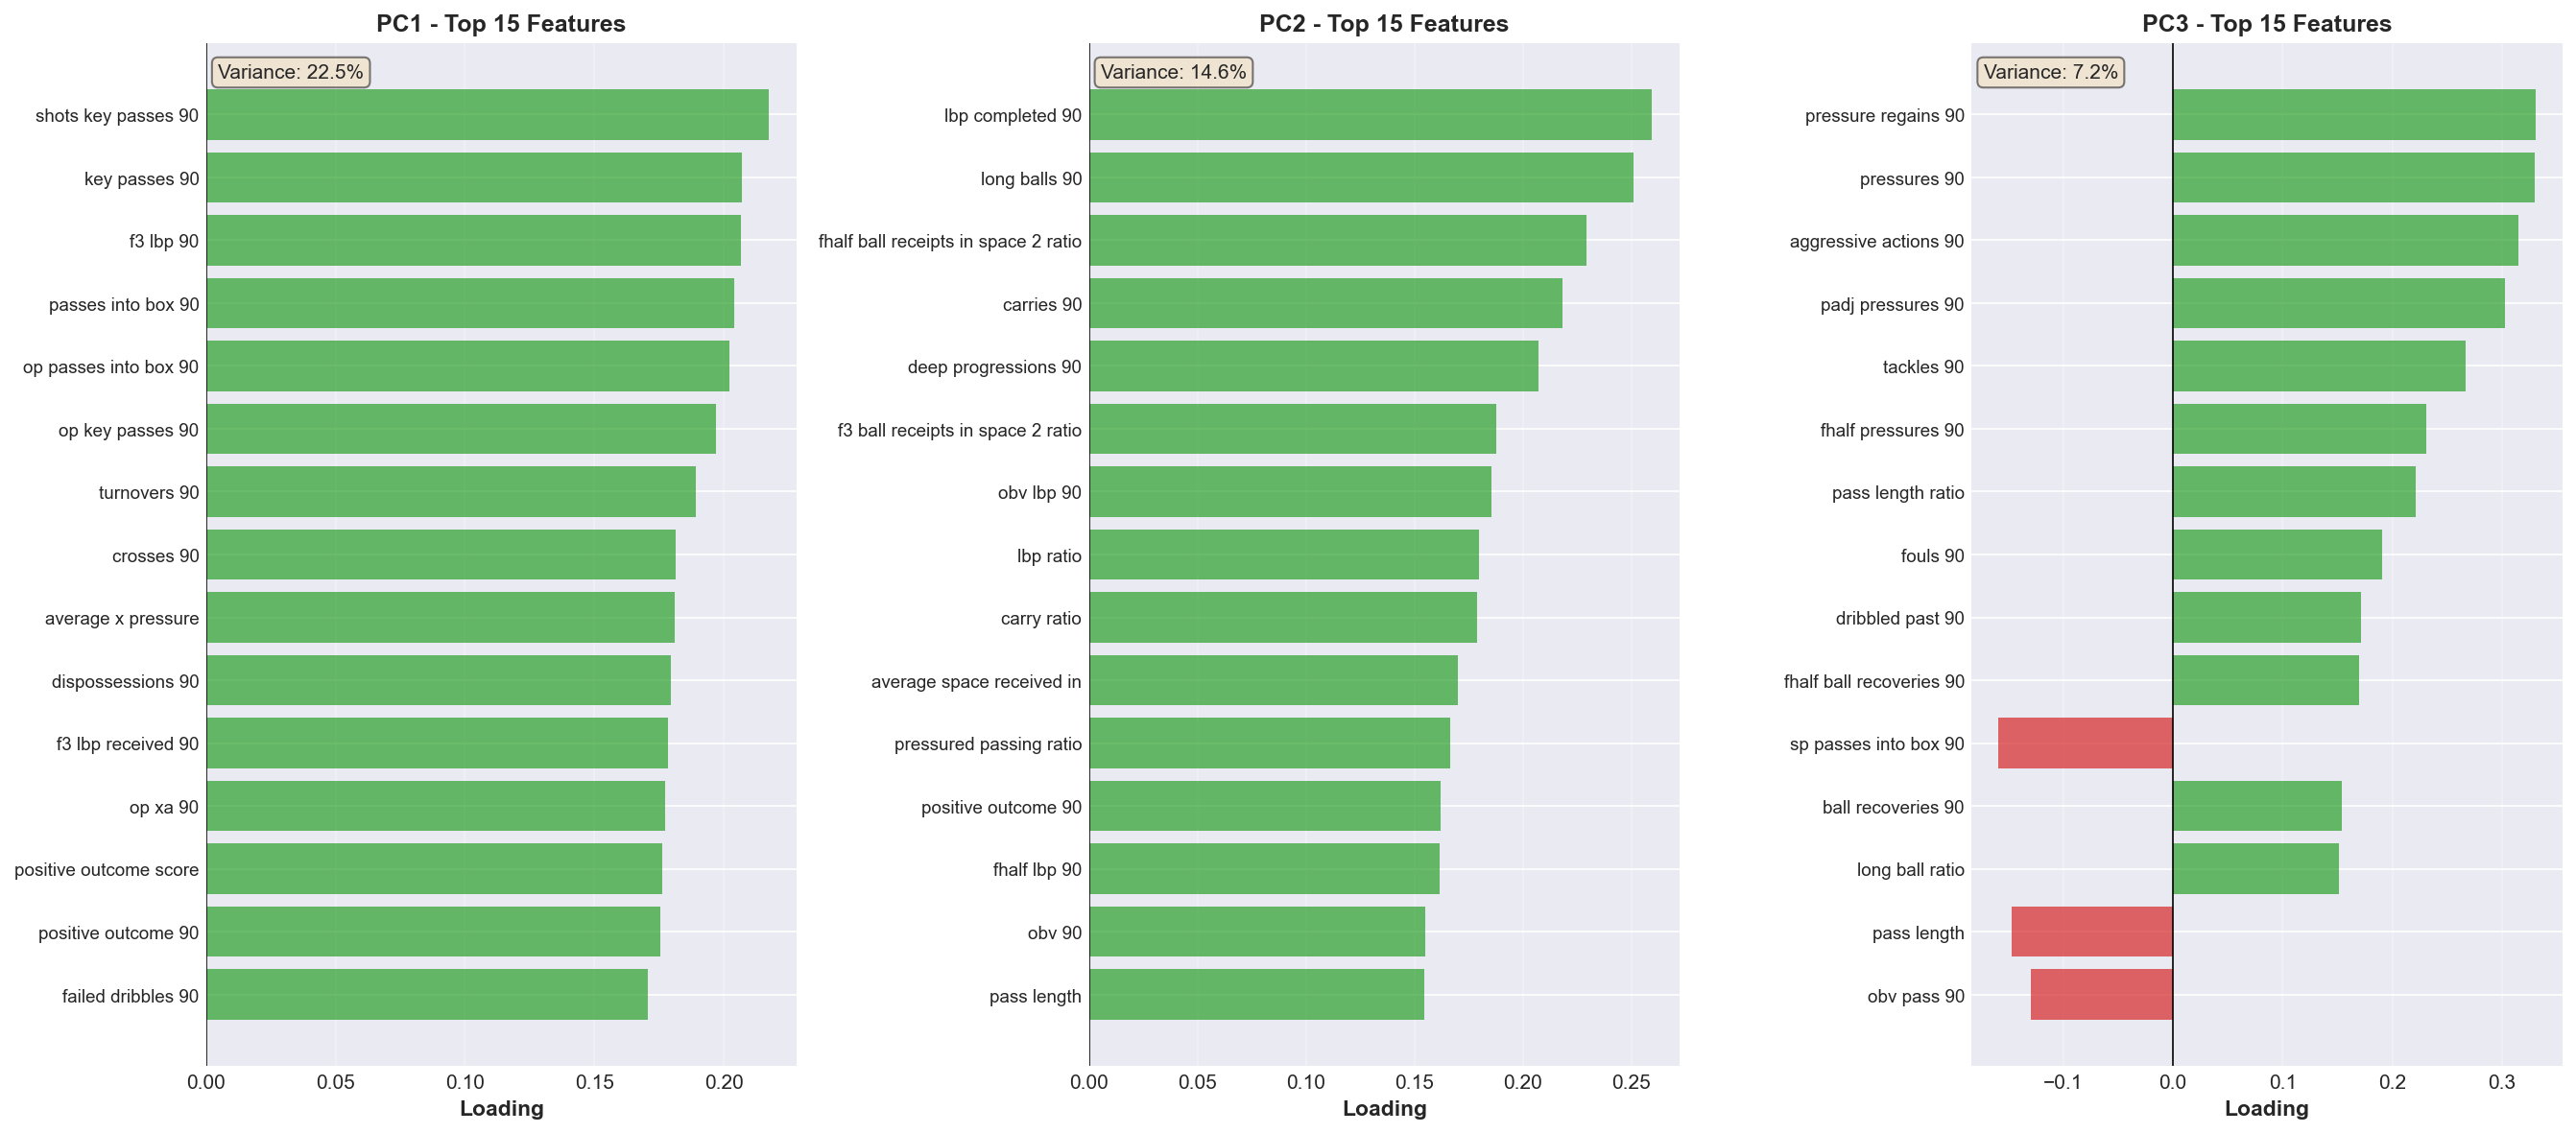 PC1 - Top 15 Features
Variance: 22.5%
shots key passes 90
key passes 90
f3 lbp 90
passes into box 90
op passes into box 90
op key passes 90
turnovers 90
crosses 90
average x pressure
dispossessions 90
f3 lbp received 90
op xa 90
positive outcome score
positive outcome 90
failed dribbles 90
0.00 0.05 0.10 0.15 0.20
Loading
PC2 - Top 15 Features
Variance: 14.6%
lbp completed 90
long balls 90
fhalf ball receipts in space 2 ratio
carries 90
deep progressions 90
f3 ball receipts in space 2 ratio
obv lbp 90
lbp ratio
carry ratio
average space received in
pressured passing ratio
positive outcome 90
fhalf lbp 90
obv 90
pass length
0.00 0.05 0.10 0.15 0.20 0.25
Loading
PC3 - Top 15 Features
Variance: 7.2%
pressure regains 90
pressures 90
aggressive actions 90
padj pressures 90
tackles 90
fhalf pressures 90
pass length ratio
fouls 90
dribbled past 90
fhalf ball recoveries 90
sp passes into box 90
ball recoveries 90
long ball ratio
pass length
obv pass 90
−0.1 0.0 0.1 0.2 0.3
Loading